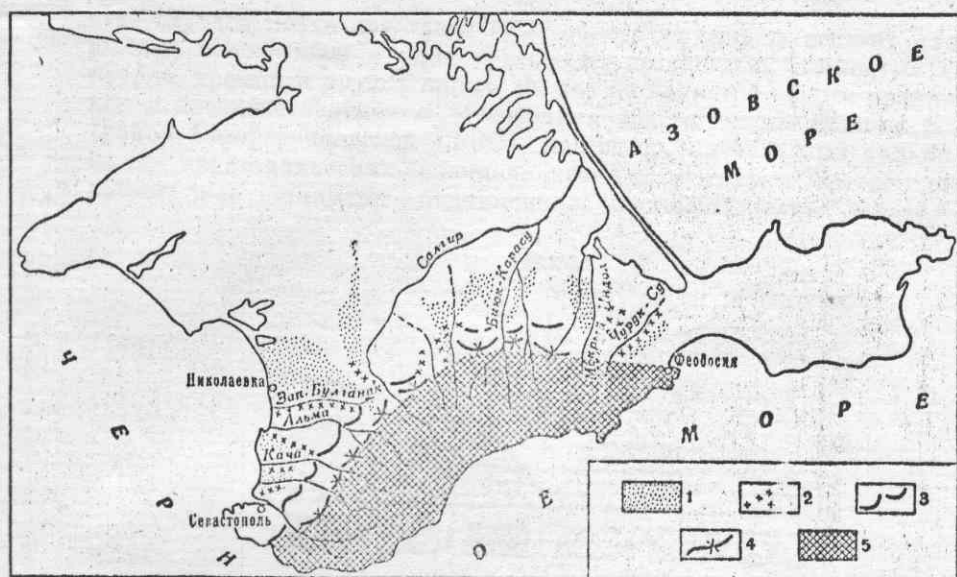 АЗОВСКОЕ
МОРЕ
Салгир
Биюк-Карасу
Мокр. Индол
Чурук-Су
Феодосия
Николаевка
Зап. Булганак
Альма
Кача
Севастополь
ЧЕРНОЕ
МОРЕ
1
2
3
4
5